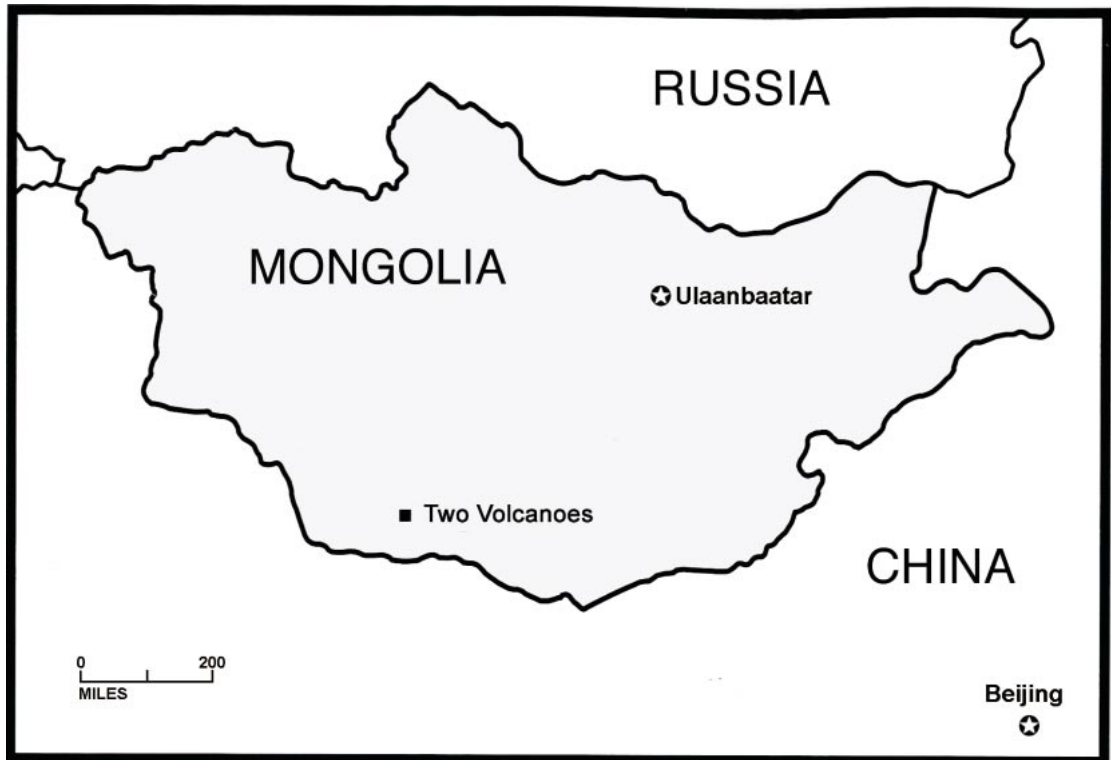 RUSSIA
MONGOLIA
Ulaanbaatar
Two Volcanoes
CHINA
0 200
MILES
Beijing